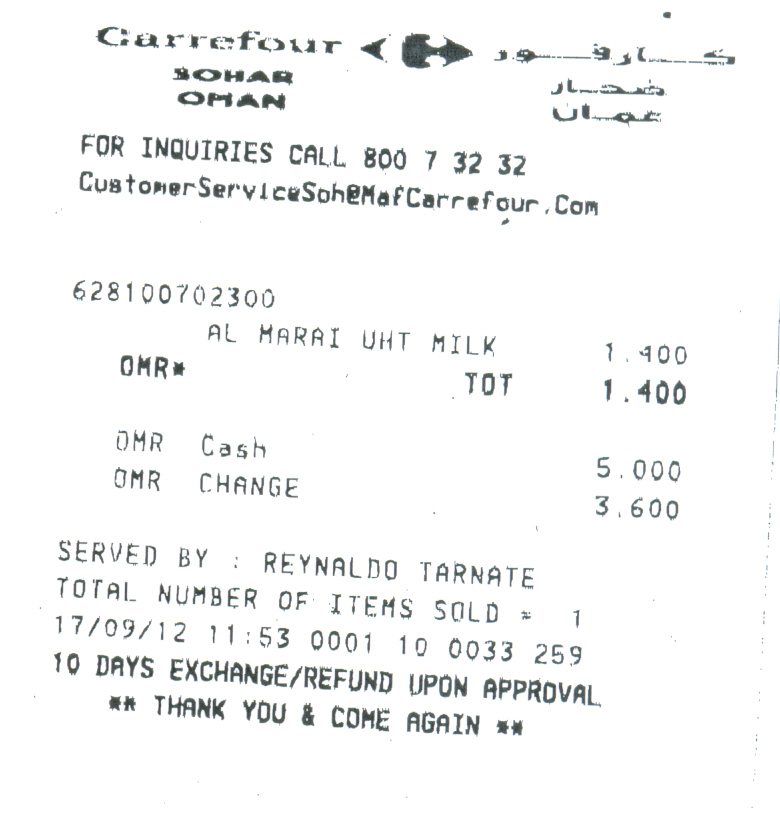 Carrefour كارفور
SOHAR صحار
OMAN عمان
FOR INQUIRIES CALL 800 7 32 32
CustomerServiceSoh@MafCarrefour.Com
628100702300
AL MARAI UHT MILK 1.400
OMR* TOT 1.400
OMR Cash 5.000
OMR CHANGE 3.600
SERVED BY : REYNALDO TARNATE
TOTAL NUMBER OF ITEMS SOLD = 1
17/09/12 11:53 0001 10 0033 259
10 DAYS EXCHANGE/REFUND UPON APPROVAL
** THANK YOU & COME AGAIN **